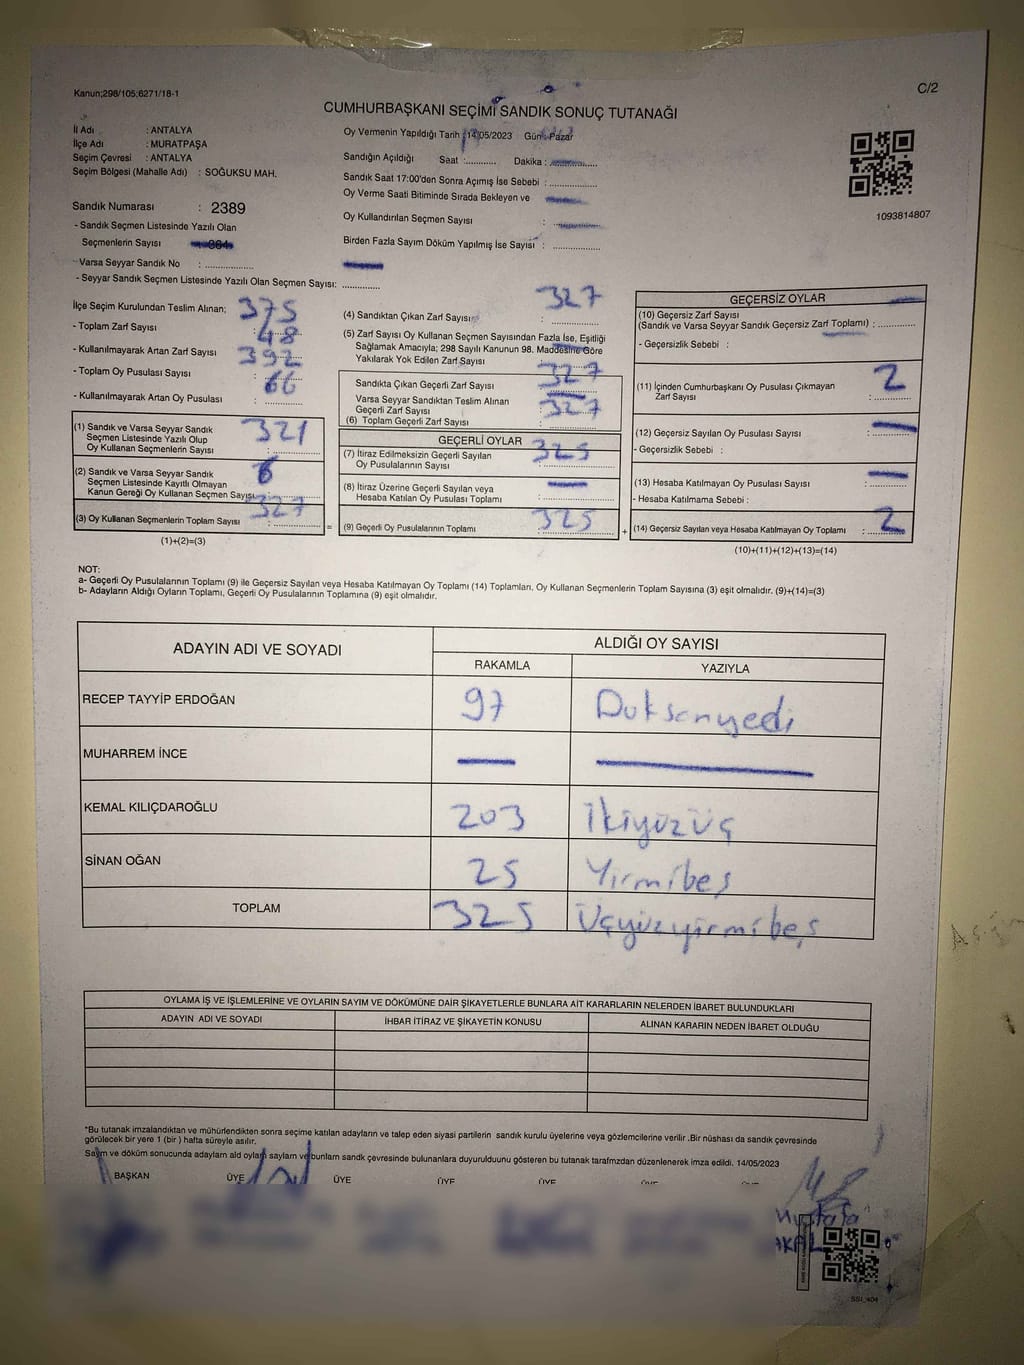 Kanun;298/105;6271/18-1
C/2
CUMHURBAŞKANI SEÇİMİ SANDIK SONUÇ TUTANAĞI
İl Adı : ANTALYA
İlçe Adı : MURATPAŞA
Seçim Çevresi : ANTALYA
Seçim Bölgesi (Mahalle Adı) : SOĞUKSU MAH.
Sandık Numarası : 2389
- Sandık Seçmen Listesinde Yazılı Olan
Seçmenlerin Sayısı
- Varsa Seyyar Sandık No : ..................
- Seyyar Sandık Seçmen Listesinde Yazılı Olan Seçmen Sayısı: ..............
Oy Vermenin Yapıldığı Tarih : 14/05/2023 Gün : Pazar
Sandığın Açıldığı Saat :............ Dakika :
Sandık Saat 17:00'den Sonra Açımış İse Sebebi :
Oy Verme Saati Bitiminde Sırada Bekleyen ve
Oy Kullandırılan Seçmen Sayısı :
Birden Fazla Sayım Döküm Yapılmış İse Sayısı :
1093814807
İlçe Seçim Kurulundan Teslim Alınan;
- Toplam Zarf Sayısı : 375
- Kullanılmayarak Artan Zarf Sayısı : 48
- Toplam Oy Pusulası Sayısı : 392
- Kullanılmayarak Artan Oy Pusulası : 66
(1) Sandık ve Varsa Seyyar Sandık
Seçmen Listesinde Yazılı Olup
Oy Kullanan Seçmenlerin Sayısı : 321
(2) Sandık ve Varsa Seyyar Sandık
Seçmen Listesinde Kayıtlı Olmayan
Kanun Gereği Oy Kullanan Seçmen Sayısı: 6
(3) Oy Kullanan Seçmenlerin Toplam Sayısı : 327
(1)+(2)=(3)
(4) Sandıktan Çıkan Zarf Sayısı : 327
(5) Zarf Sayısı Oy Kullanan Seçmen Sayısından Fazla İse, Eşitliği
Sağlamak Amacıyla; 298 Sayılı Kanunun 98. Maddesine Göre
Yakılarak Yok Edilen Zarf Sayısı :
Sandıkta Çıkan Geçerli Zarf Sayısı : 327
Varsa Seyyar Sandıktan Teslim Alınan
Geçerli Zarf Sayısı :
(6) Toplam Geçerli Zarf Sayısı : 327
GEÇERLİ OYLAR
(7) İtiraz Edilmeksizin Geçerli Sayılan
Oy Pusulalarının Sayısı : 325
(8) İtiraz Üzerine Geçerli Sayılan veya
Hesaba Katılan Oy Pusulası Toplamı :
(9) Geçerli Oy Pusulalarının Toplamı : 325
GEÇERSİZ OYLAR
(10) Geçersiz Zarf Sayısı
(Sandık ve Varsa Seyyar Sandık Geçersiz Zarf Toplamı) : ............
- Geçersizlik Sebebi :
(11) İçinden Cumhurbaşkanı Oy Pusulası Çıkmayan
Zarf Sayısı : 2
(12) Geçersiz Sayılan Oy Pusulası Sayısı :
- Geçersizlik Sebebi :
(13) Hesaba Katılmayan Oy Pusulası Sayısı :
- Hesaba Katılmama Sebebi :
(14) Geçersiz Sayılan veya Hesaba Katılmayan Oy Toplamı : 2
(10)+(11)+(12)+(13)=(14)
NOT:
a- Geçerli Oy Pusulalarının Toplamı (9) ile Geçersiz Sayılan veya Hesaba Katılmayan Oy Toplamı (14) Toplamları, Oy Kullanan Seçmenlerin Toplam Sayısına (3) eşit olmalıdır. (9)+(14)=(3)
b- Adayların Aldığı Oyların Toplamı, Geçerli Oy Pusulalarının Toplamına (9) eşit olmalıdır.
ADAYIN ADI VE SOYADI ALDIĞI OY SAYISI
RAKAMLA YAZIYLA
RECEP TAYYİP ERDOĞAN 97 Doksanyedi
MUHARREM İNCE
KEMAL KILIÇDAROĞLU 203 İkiyüzüç
SİNAN OĞAN 25 Yirmibeş
TOPLAM 325 Üçyüzyirmibeş
OYLAMA İŞ VE İŞLEMLERİNE VE OYLARIN SAYIM VE DÖKÜMÜNE DAİR ŞİKAYETLERLE BUNLARA AİT KARARLARIN NELERDEN İBARET BULUNDUKLARI
ADAYIN ADI VE SOYADI İHBAR İTİRAZ VE ŞİKAYETİN KONUSU ALINAN KARARIN NEDEN İBARET OLDUĞU
*Bu tutanak imzalandıktan ve mühürlendikten sonra seçime katılan adayların ve talep eden siyasi partilerin sandık kurulu üyelerine veya gözlemcilerine verilir .Bir nüshası da sandık çevresinde
görülecek bir yere 1 (bir ) hafta süreyle asılır.
Sayım ve döküm sonucunda adayların ald oyların sayların ve bunların sandk çevresinde bulunanlara duyurulduunu gösteren bu tutanak tarafmzdan düzenlenerek imza edildi. 14/05/2023
BAŞKAN ÜYE ÜYE ÜYE ÜYE
Mustafa
AKAL
SSI_404